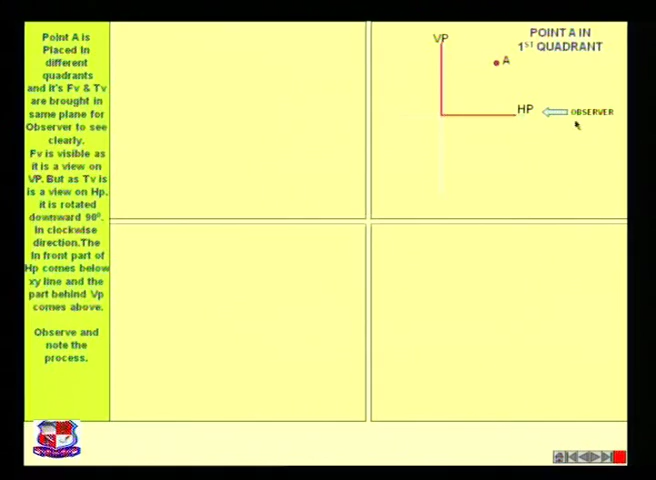 Point A is
Placed In
different
quadrants
and it's Fv & Tv
are brought in
same plane for
Observer to see
clearly.
Fv is visible as
it is a view on
VP. But as Tv is
is a view on Hp,
it is rotated
downward 90⁰.
In clockwise
direction.The
In front part of
Hp comes below
xy line and the
part behind Vp
comes above.
Observe and
note the
process.
POINT A IN
1ST QUADRANT
VP
A
HP
OBSERVER